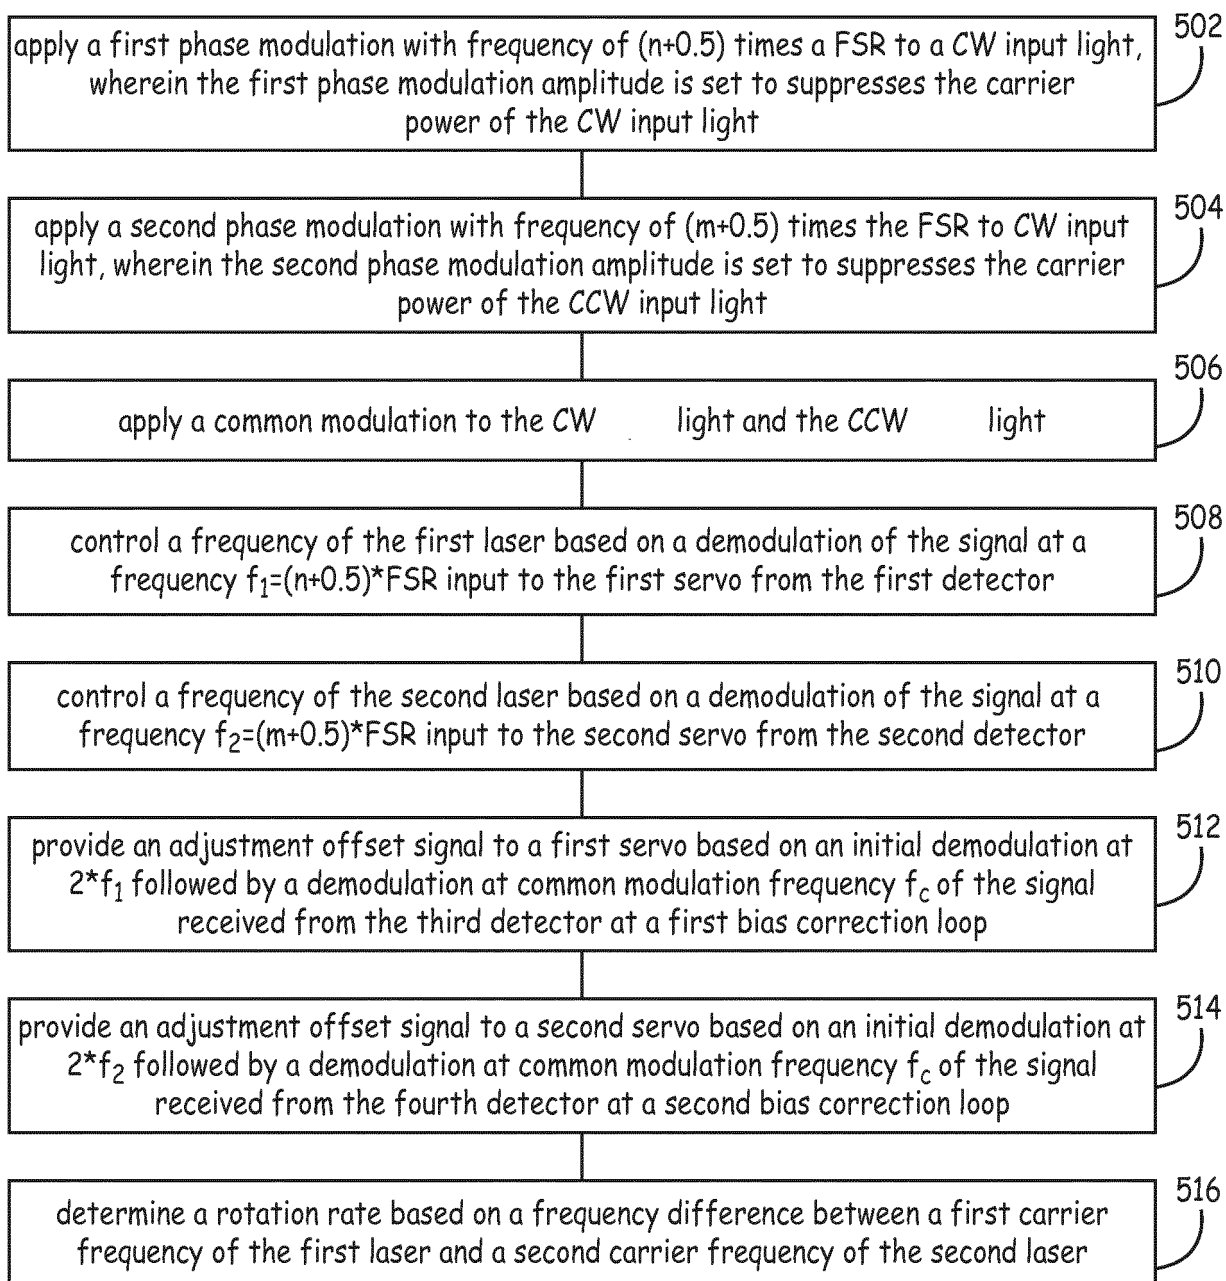 502
apply a first phase modulation with frequency of (n+0.5) times a FSR to a CW input light,
wherein the first phase modulation amplitude is set to suppresses the carrier
power of the CW input light
504
apply a second phase modulation with frequency of (m+0.5) times the FSR to CW input
light, wherein the second phase modulation amplitude is set to suppresses the carrier
power of the CCW input light
506
apply a common modulation to the CW light and the CCW light
508
control a frequency of the first laser based on a demodulation of the signal at a
frequency f₁=(n+0.5)*FSR input to the first servo from the first detector
510
control a frequency of the second laser based on a demodulation of the signal at a
frequency f₂=(m+0.5)*FSR input to the second servo from the second detector
512
provide an adjustment offset signal to a first servo based on an initial demodulation at
2*f₁ followed by a demodulation at common modulation frequency f_c of the signal
received from the third detector at a first bias correction loop
514
provide an adjustment offset signal to a second servo based on an initial demodulation at
2*f₂ followed by a demodulation at common modulation frequency f_c of the signal
received from the fourth detector at a second bias correction loop
516
determine a rotation rate based on a frequency difference between a first carrier
frequency of the first laser and a second carrier frequency of the second laser